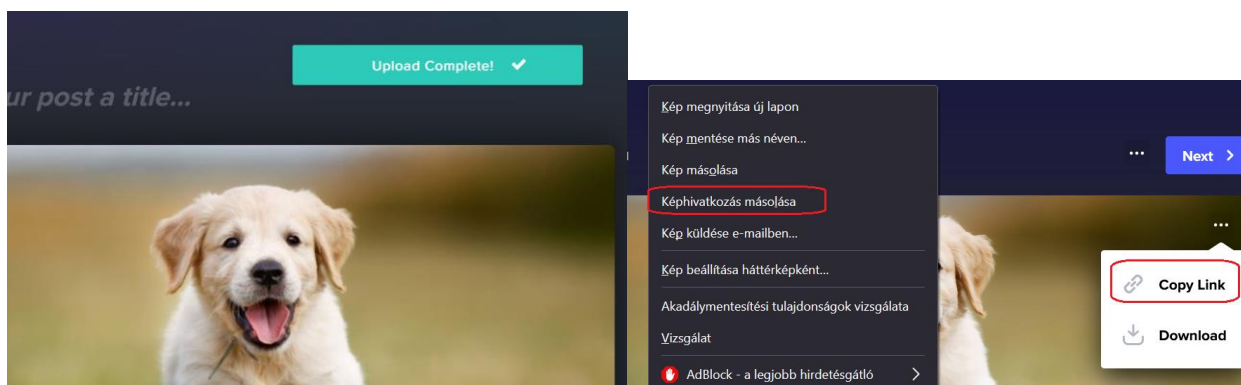 Upload Complete!
ur post a title...
Kép megnyitása új lapon
Kép mentése más néven...
Kép másolása
Képhivatkozás másolása
Kép küldése e-mailben...
Kép beállítása háttérképként...
Akadálymentesítési tulajdonságok vizsgálata
Vizsgálat
AdBlock - a legjobb hirdetésgátló
Next
Copy Link
Download